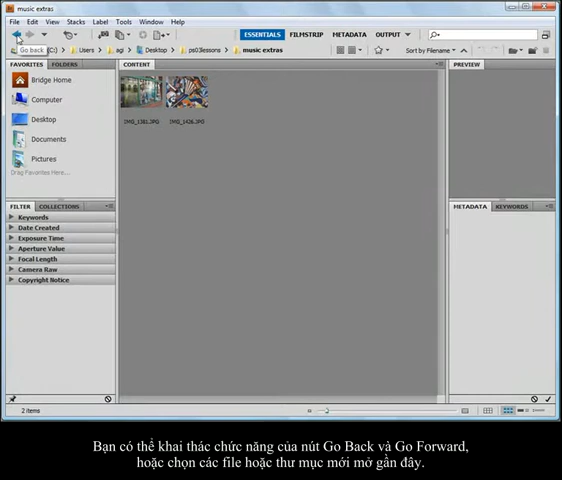 music extras
File Edit View Stacks Label Tools Window Help
ESSENTIALS FILMSTRIP METADATA OUTPUT
Go back
(C:) Users agi Desktop ps03lessons music extras Sort by Filename
FAVORITES FOLDERS
Bridge Home
Computer
Desktop
Documents
Pictures
Drag Favorites Here...
FILTER COLLECTIONS
Keywords
Date Created
Exposure Time
Aperture Value
Focal Length
Camera Raw
Copyright Notice
CONTENT
IMG_1381.JPG IMG_1426.JPG
PREVIEW
METADATA KEYWORDS
2 items
Bạn có thể khai thác chức năng của nút Go Back và Go Forward,
hoặc chọn các file hoặc thư mục mới mở gần đây.